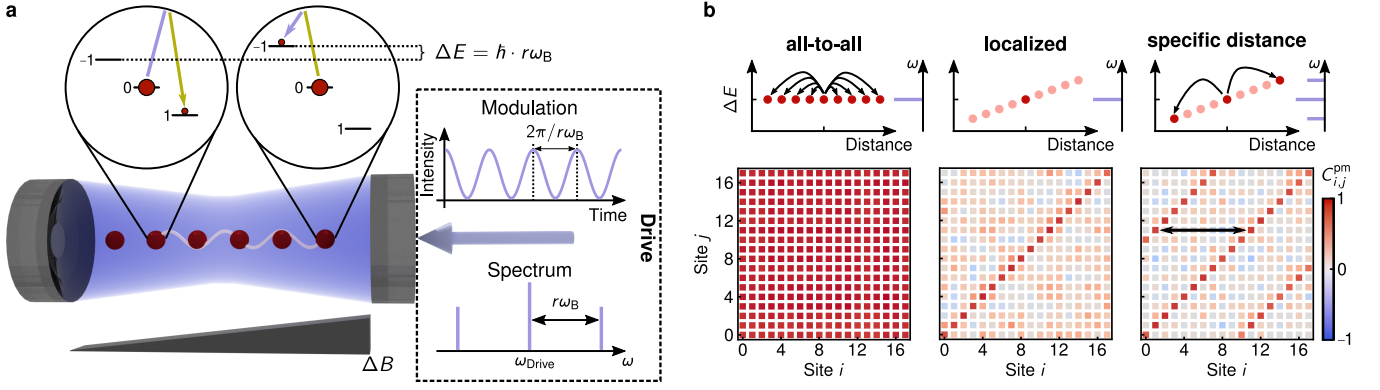 a
−1
0
1
−1
0
1
ΔE = ℏ · rω_B
Modulation
2π/rω_B
Intensity
Time
Drive
Spectrum
rω_B
ω_Drive
ω
ΔB
b
all-to-all
localized
specific distance
ΔE
ω
ω
ω
Distance
Distance
Distance
Site j
16
12
8
4
0
0 4 8 12 16
0 4 8 12 16
0 4 8 12 16
Site i
Site i
Site i
C^pm_i,j
1
0
−1